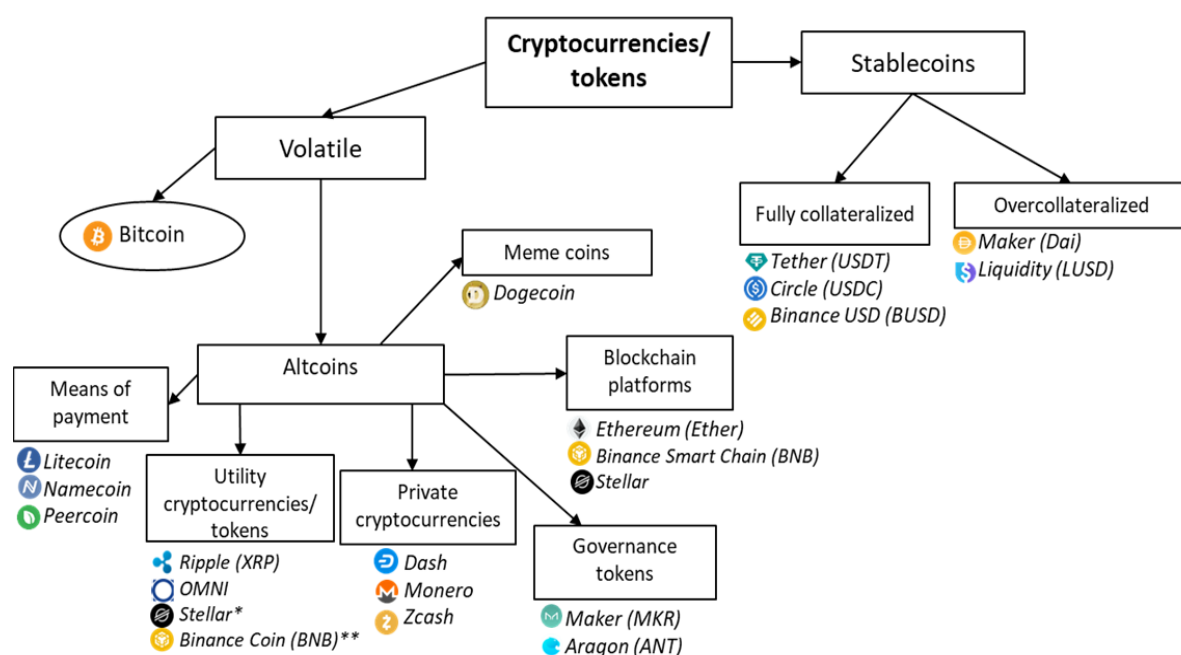 Cryptocurrencies/
tokens
Stablecoins
Volatile
Bitcoin
Fully collateralized
Tether (USDT)
Circle (USDC)
Binance USD (BUSD)
Overcollateralized
Maker (Dai)
Liquidity (LUSD)
Meme coins
Dogecoin
Altcoins
Blockchain
platforms
Ethereum (Ether)
Binance Smart Chain (BNB)
Stellar
Means of
payment
Litecoin
Namecoin
Peercoin
Utility
cryptocurrencies/
tokens
Ripple (XRP)
OMNI
Stellar*
Binance Coin (BNB)**
Private
cryptocurrencies
Dash
Monero
Zcash
Governance
tokens
Maker (MKR)
Aragon (ANT)